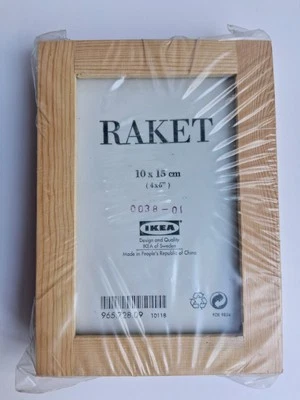 RAKET
10 x 15 cm
( 4x6" )
0038-01
IKEA
Design and Quality
IKEA of Sweden
Made in People's Republic of China
965.728.09 10118